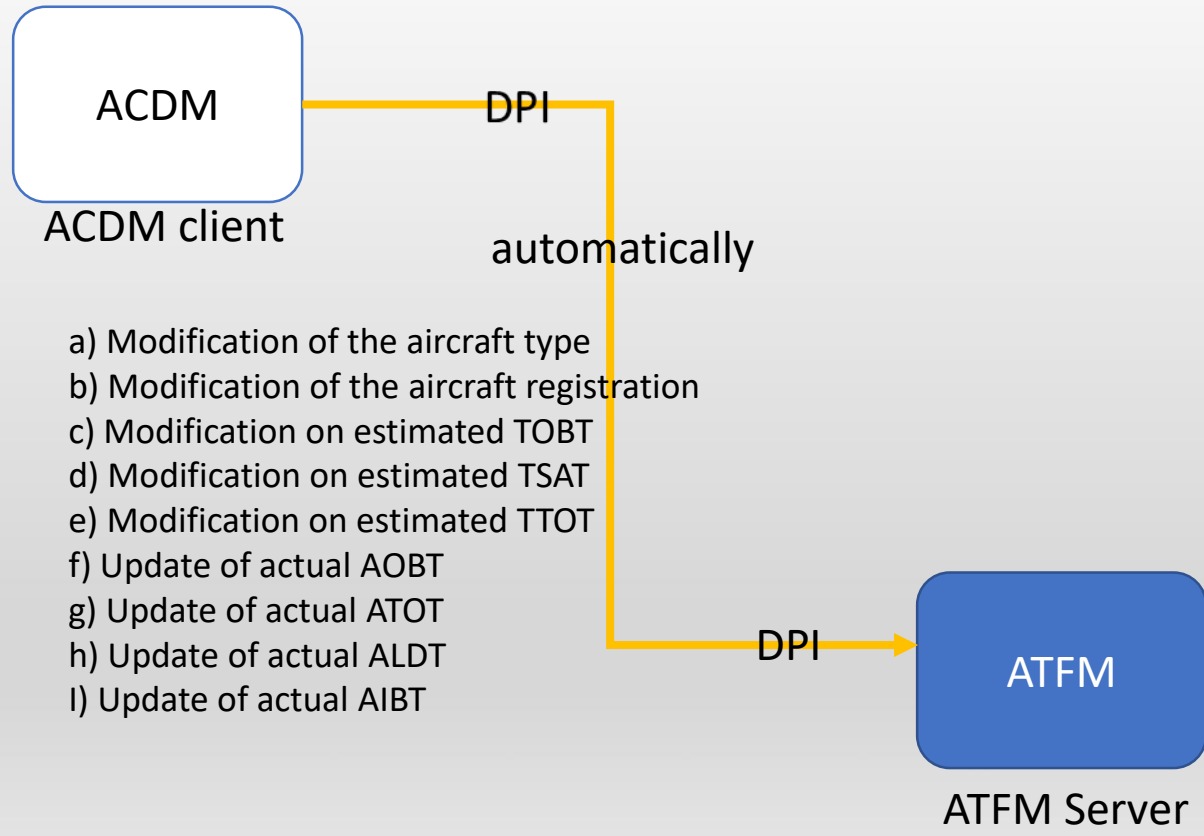 ACDM
DPI
ACDM client
automatically
a) Modification of the aircraft type
b) Modification of the aircraft registration
c) Modification on estimated TOBT
d) Modification on estimated TSAT
e) Modification on estimated TTOT
f) Update of actual AOBT
g) Update of actual ATOT
h) Update of actual ALDT
I) Update of actual AIBT
DPI
ATFM
ATFM Server